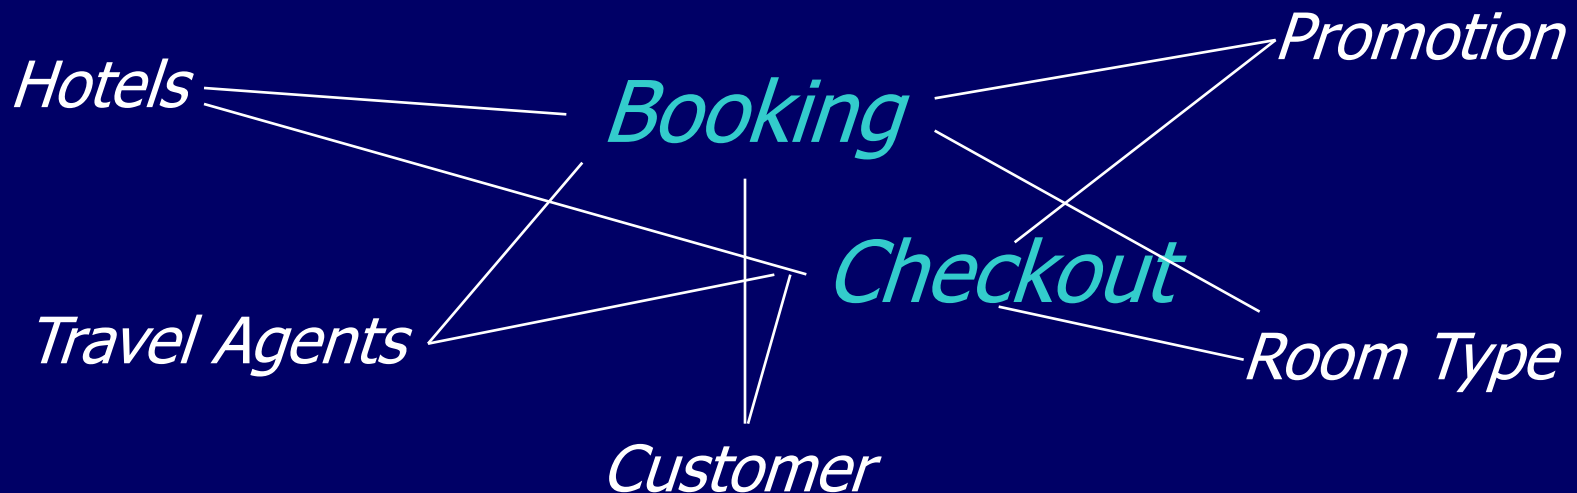 Promotion
Hotels
Booking
Checkout
Travel Agents
Room Type
Customer